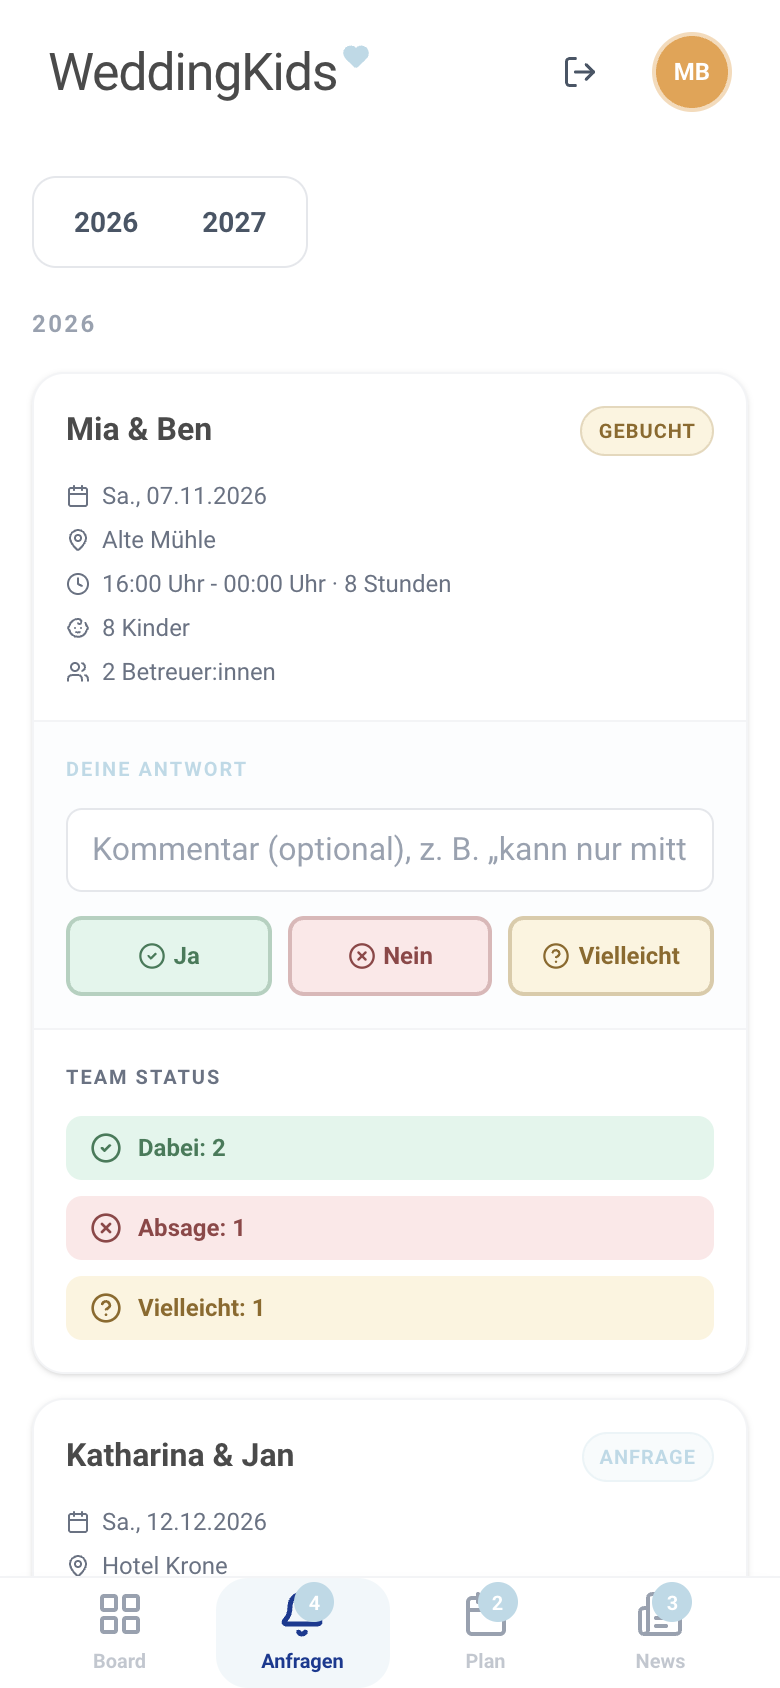 WeddingKids
MB
2026 2027
2026
Mia & Ben
GEBUCHT
Sa., 07.11.2026
Alte Mühle
16:00 Uhr - 00:00 Uhr · 8 Stunden
8 Kinder
2 Betreuer:innen
DEINE ANTWORT
Kommentar (optional), z. B. „kann nur mitt
Ja Nein Vielleicht
TEAM STATUS
Dabei: 2
Absage: 1
Vielleicht: 1
Katharina & Jan
ANFRAGE
Sa., 12.12.2026
Hotel Krone
4 2 3
Board Anfragen Plan News